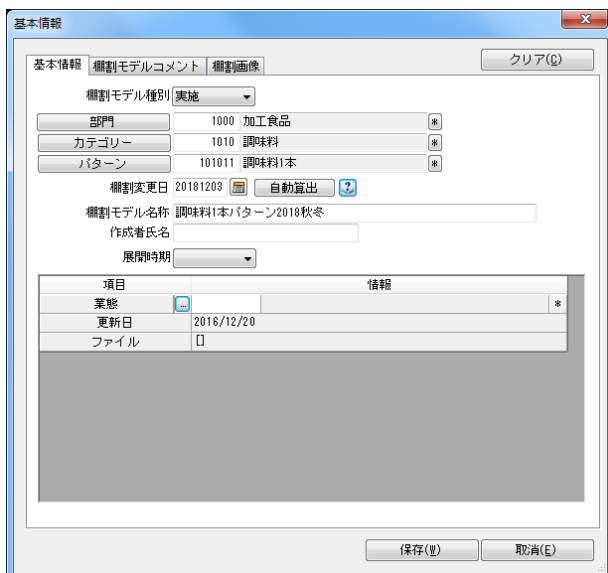 基本情報
基本情報 棚割モデルコメント 棚割画像 クリア(C)
棚割モデル種別 実施
部門 1000 加工食品 *
カテゴリー 1010 調味料 *
パターン 101011 調味料1本 *
棚割変更日 20181203 自動算出 ?
棚割モデル名称 調味料1本パターン2018秋冬
作成者氏名
展開時期
項目 情報
業態 ... *
更新日 2016/12/20
ファイル []
保存(W) 取消(E)